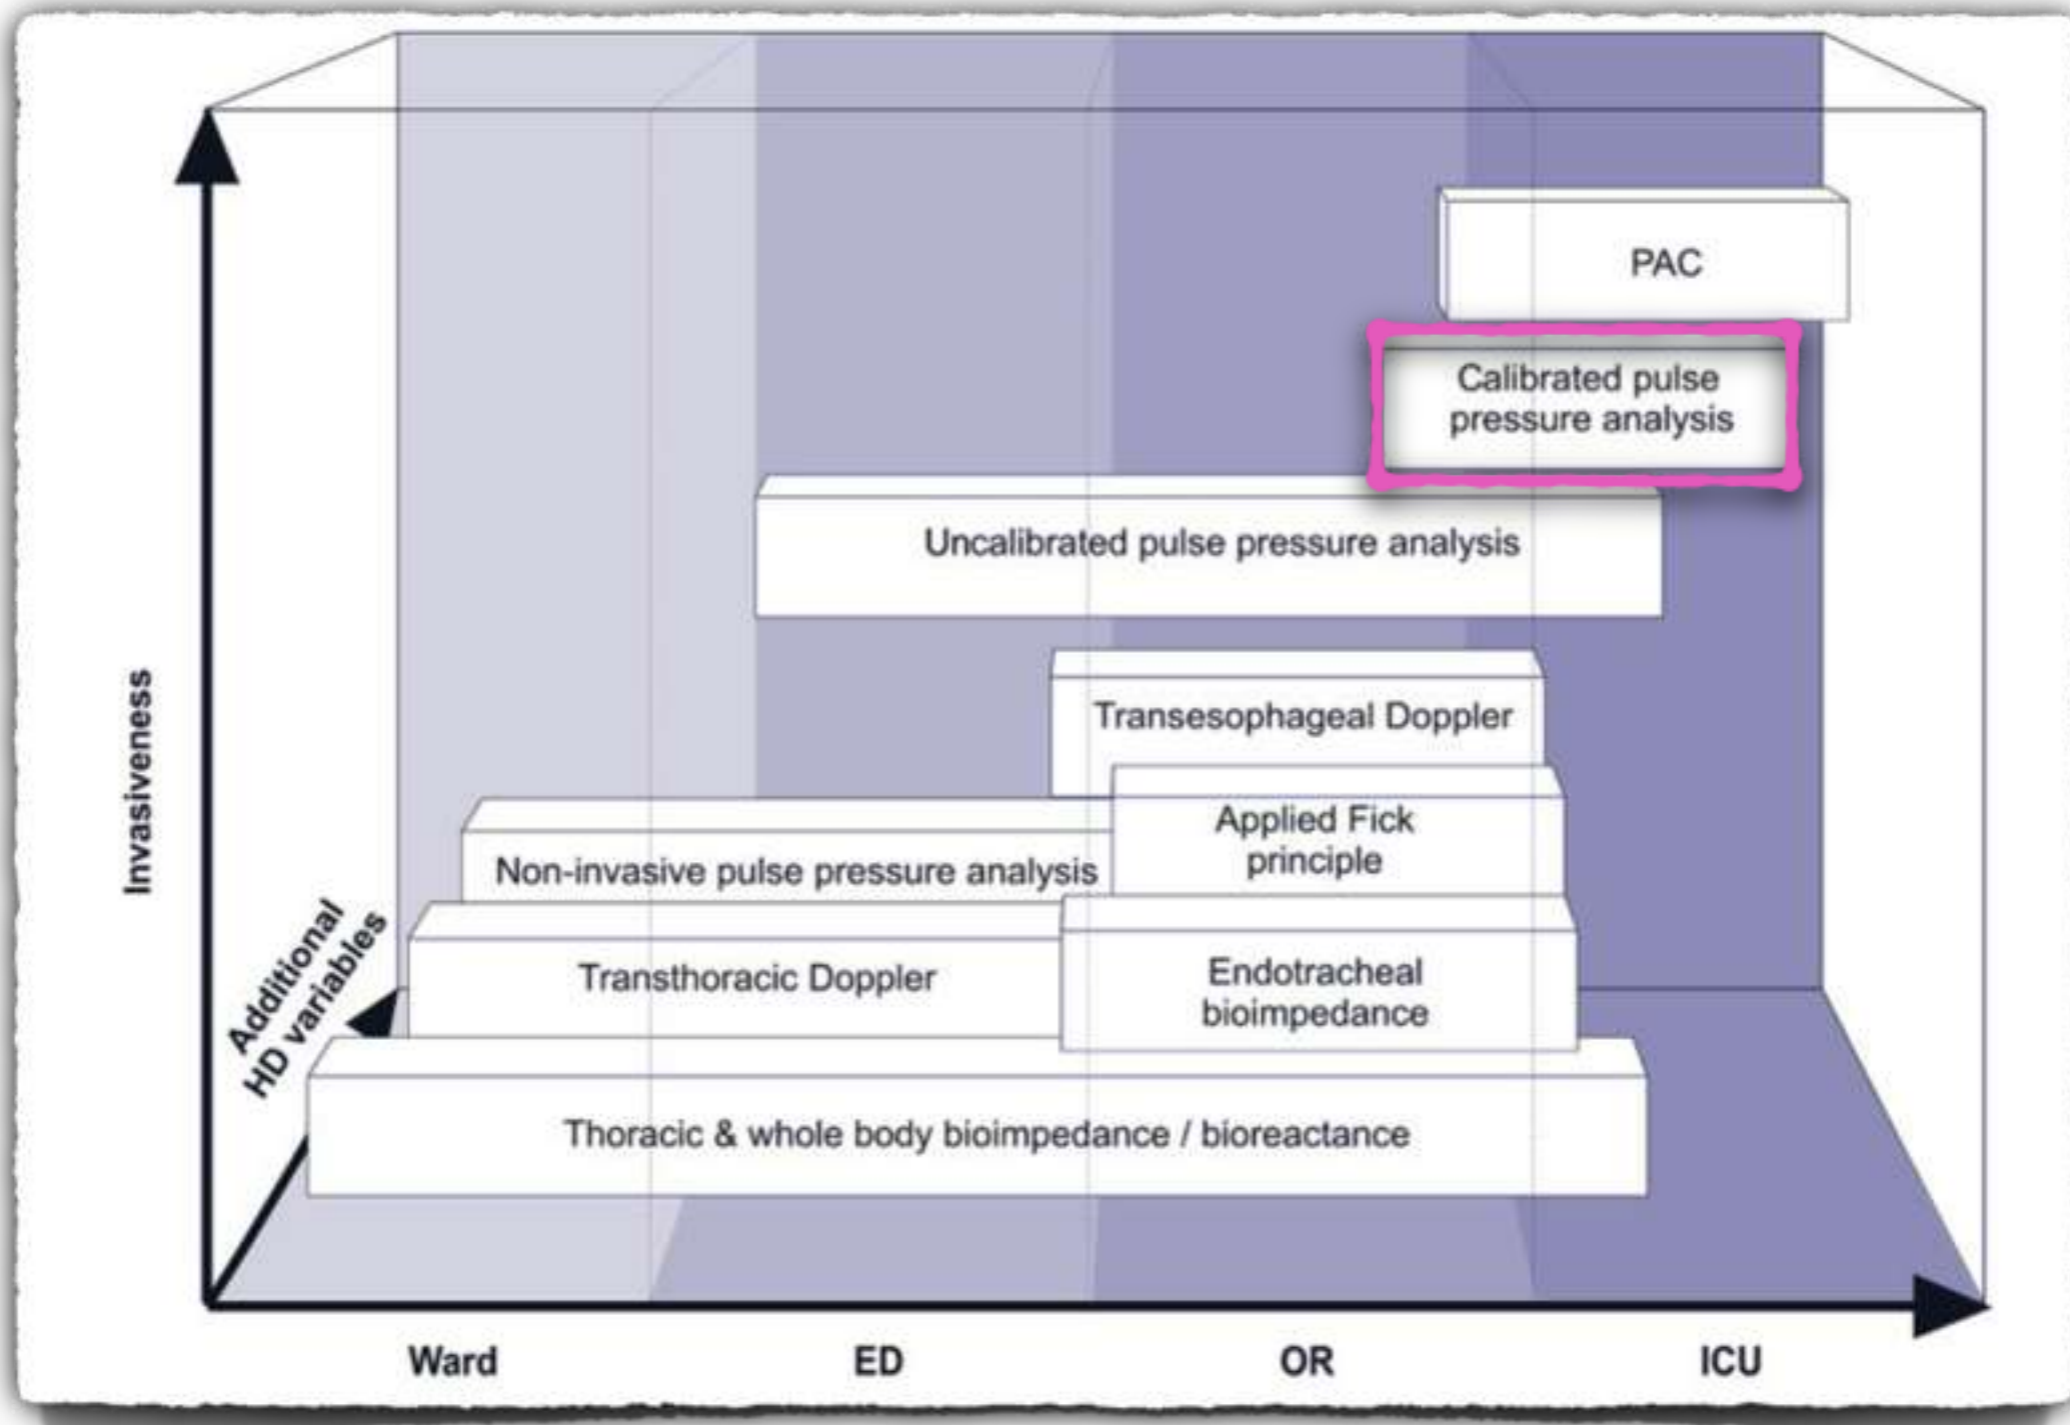 PAC
Calibrated pulse
pressure analysis
Uncalibrated pulse pressure analysis
Transesophageal Doppler
Applied Fick
principle
Non-invasive pulse pressure analysis
Transthoracic Doppler
Endotracheal
bioimpedance
Thoracic & whole body bioimpedance / bioreactance
Invasiveness
Additional
HD variables
Ward
ED
OR
ICU